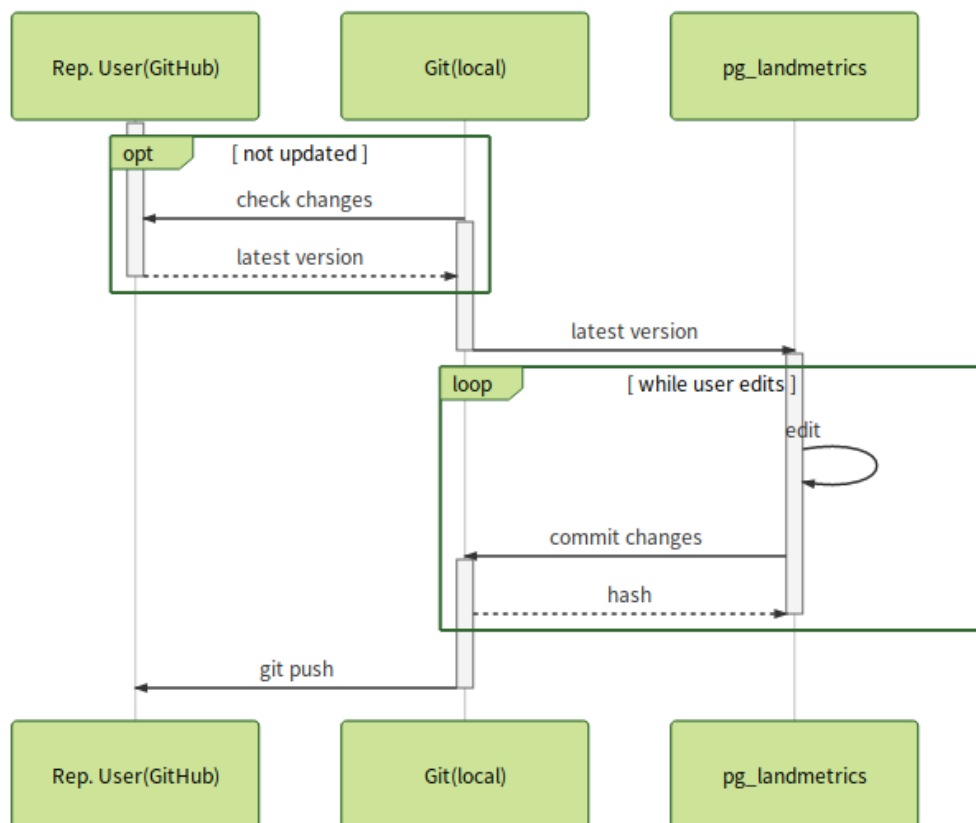 Rep. User(GitHub)
Git(local)
pg_landmetrics
opt
[ not updated ]
check changes
latest version
latest version
loop
[ while user edits ]
edit
commit changes
hash
git push
Rep. User(GitHub)
Git(local)
pg_landmetrics